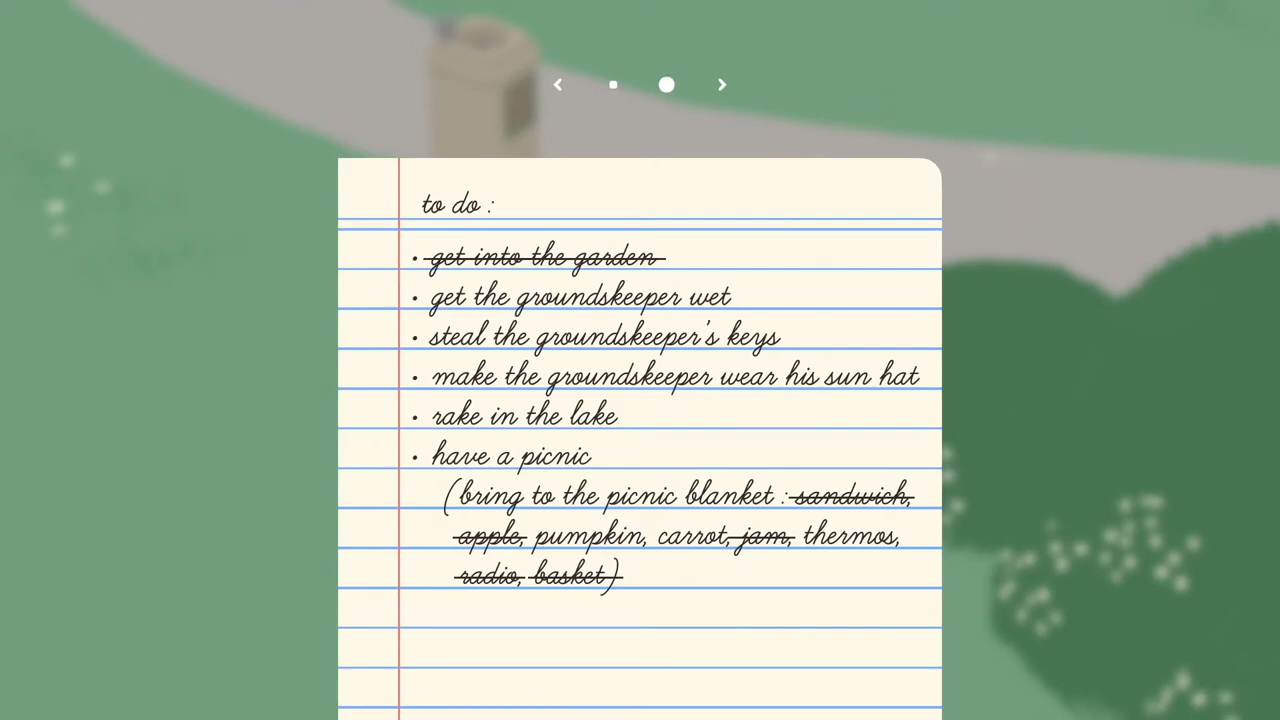 to do :
• get into the garden
• get the groundskeeper wet
• steal the groundskeeper's keys
• make the groundskeeper wear his sun hat
• rake in the lake
• have a picnic
(bring to the picnic blanket : sandwich,
apple, pumpkin, carrot, jam, thermos,
radio, basket)